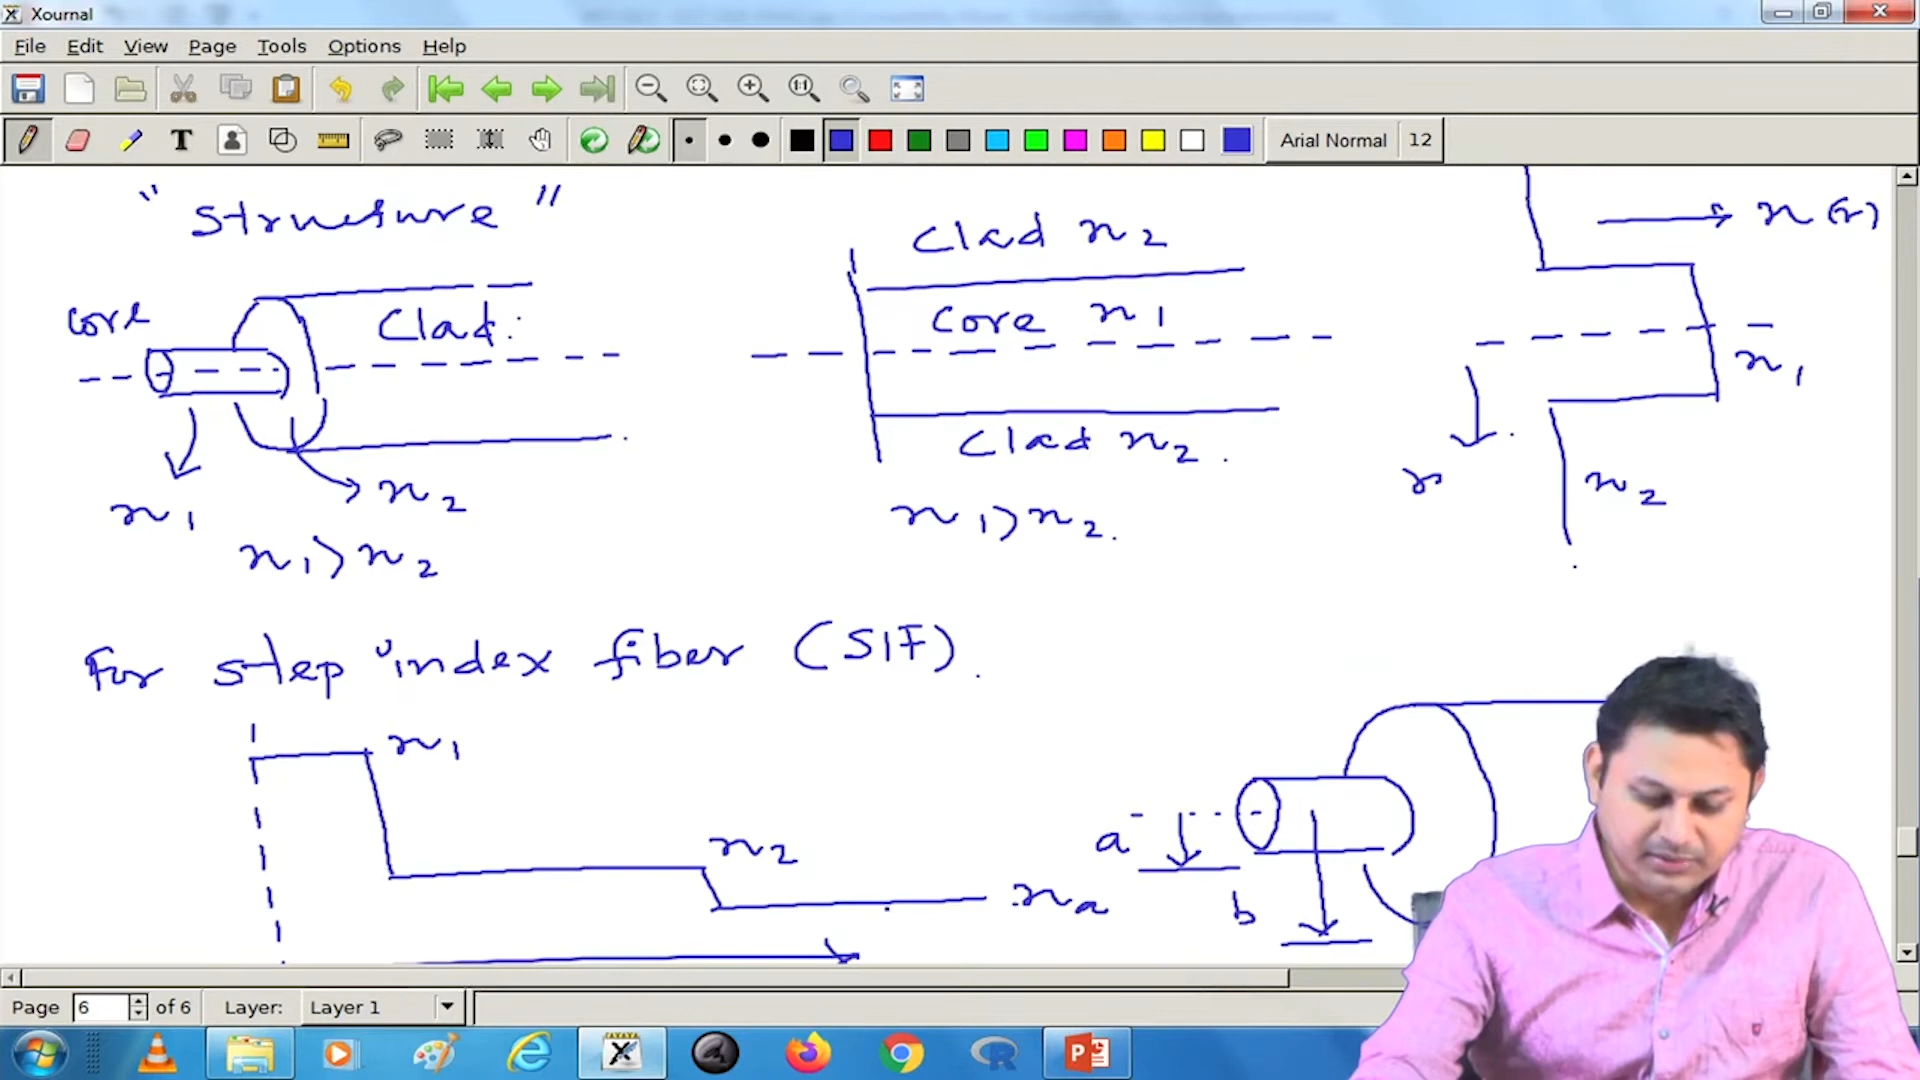 Xournal
File Edit View Page Tools Options Help
Arial Normal 12
"Structure"
core
Clad.
n1
n2
n1>n2
Clad n2
Core n1
Clad n2.
n1>n2.
n(r)
n1
r
n2
For step index fiber (SIF).
n1
n2
na
a
b
Page 6 of 6 Layer: Layer 1